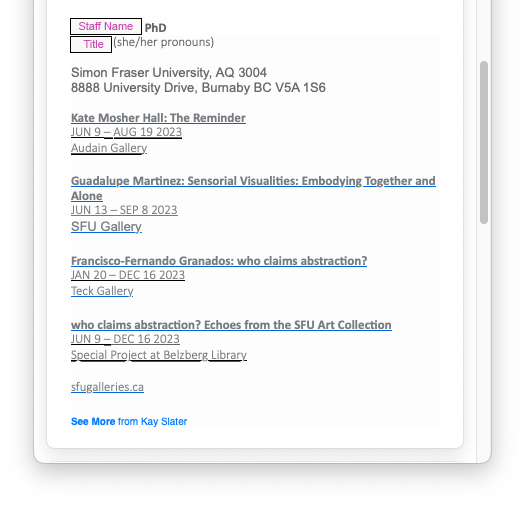 Staff Name PhD
Title (she/her pronouns)
Simon Fraser University, AQ 3004
8888 University Drive, Burnaby BC V5A 1S6
Kate Mosher Hall: The Reminder
JUN 9 – AUG 19 2023
Audain Gallery
Guadalupe Martinez: Sensorial Visualities: Embodying Together and
Alone
JUN 13 – SEP 8 2023
SFU Gallery
Francisco-Fernando Granados: who claims abstraction?
JAN 20 – DEC 16 2023
Teck Gallery
who claims abstraction? Echoes from the SFU Art Collection
JUN 9 – DEC 16 2023
Special Project at Belzberg Library
sfugalleries.ca
See More from Kay Slater